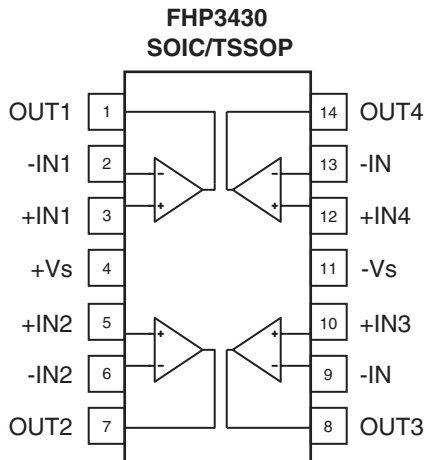 FHP3430
SOIC/TSSOP
OUT1 1 14 OUT4
-IN1 2 - - 13 -IN
+IN1 3 + + 12 +IN4
+Vs 4 11 -Vs
+IN2 5 + + 10 +IN3
-IN2 6 - - 9 -IN
OUT2 7 8 OUT3